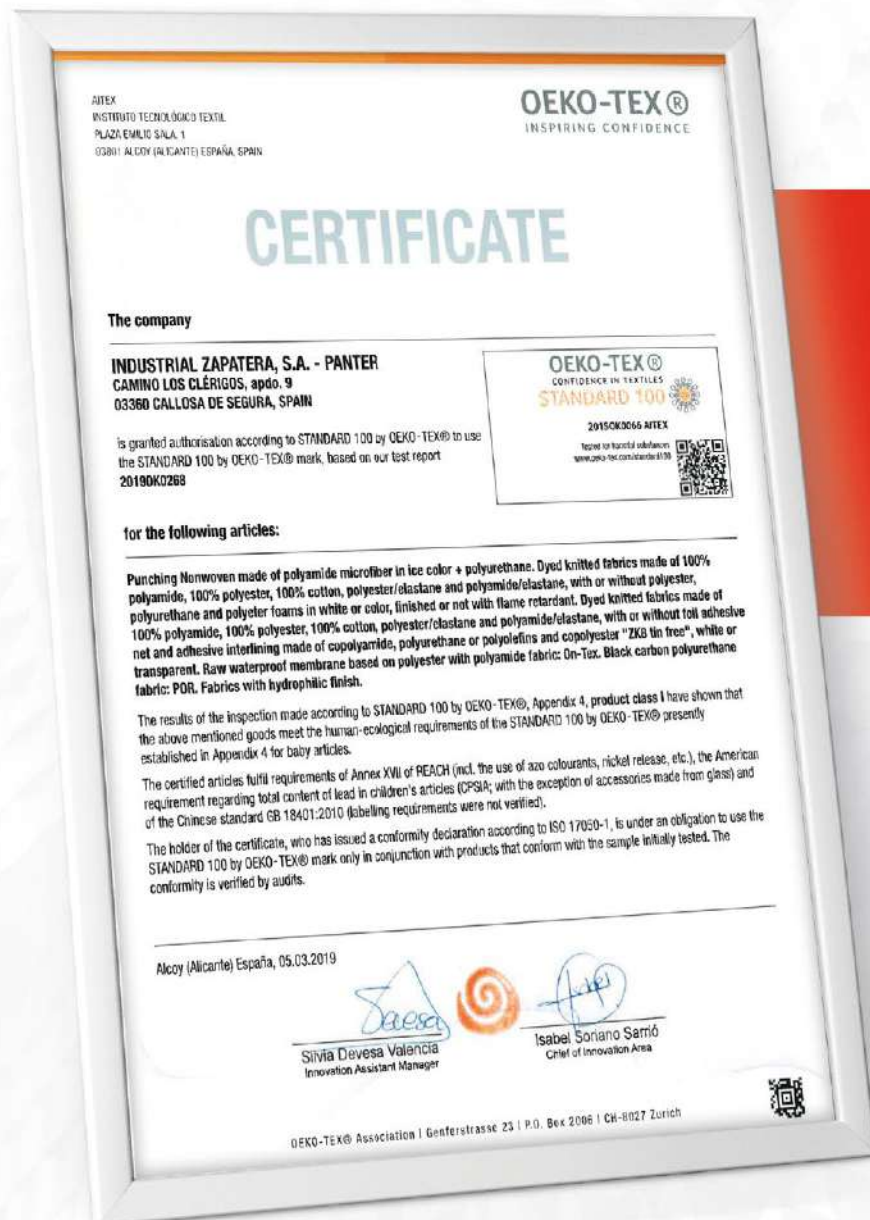 AITEX
INSTITUTO TECNOLÓGICO TEXTIL
PLAZA EMILIO SALA, 1
03801 ALCOY (ALICANTE) ESPAÑA, SPAIN
OEKO-TEX®
INSPIRING CONFIDENCE
CERTIFICATE
The company
INDUSTRIAL ZAPATERA, S.A. - PANTER
CAMINO LOS CLÉRIGOS, apdo. 9
03360 CALLOSA DE SEGURA, SPAIN
is granted authorisation according to STANDARD 100 by OEKO-TEX® to use
the STANDARD 100 by OEKO-TEX® mark, based on our test report
2019OK0268
OEKO-TEX®
CONFIDENCE IN TEXTILES
STANDARD 100
2015OK0066 AITEX
Tested for harmful substances
www.oeko-tex.com/standard100
for the following articles:
Punching Nonwoven made of polyamide microfiber in ice color + polyurethane. Dyed knitted fabrics made of 100%
polyamide, 100% polyester, 100% cotton, polyester/elastane and polyamide/elastane, with or without polyester,
polyurethane and polyeter foams in white or color, finished or not with flame retardant. Dyed knitted fabrics made of
100% polyamide, 100% polyester, 100% cotton, polyester/elastane and polyamide/elastane, with or without foil adhesive
net and adhesive interlining made of copolyamide, polyurethane or polyolefins and copolyester "ZKB tin free", white or
transparent. Raw waterproof membrane based on polyester with polyamide fabric: On-Tex. Black carbon polyurethane
fabric: POR. Fabrics with hydrophilic finish.
The results of the inspection made according to STANDARD 100 by OEKO-TEX®, Appendix 4, product class I have shown that
the above mentioned goods meet the human-ecological requirements of the STANDARD 100 by OEKO-TEX® presently
established in Appendix 4 for baby articles.
The certified articles fulfil requirements of Annex XVII of REACH (incl. the use of azo colourants, nickel release, etc.), the American
requirement regarding total content of lead in children's articles (CPSIA; with the exception of accessories made from glass) and
of the Chinese standard GB 18401:2010 (labelling requirements were not verified).
The holder of the certificate, who has issued a conformity declaration according to ISO 17050-1, is under an obligation to use the
STANDARD 100 by OEKO-TEX® mark only in conjunction with products that conform with the sample initially tested. The
conformity is verified by audits.
Alcoy (Alicante) España, 05.03.2019
Devesa
Silvia Devesa Valencia
Innovation Assistant Manager
Isabel Soriano Sarrió
Chief of Innovation Area
OEKO-TEX® Association | Genferstrasse 23 | P.O. Box 2006 | CH-8027 Zurich